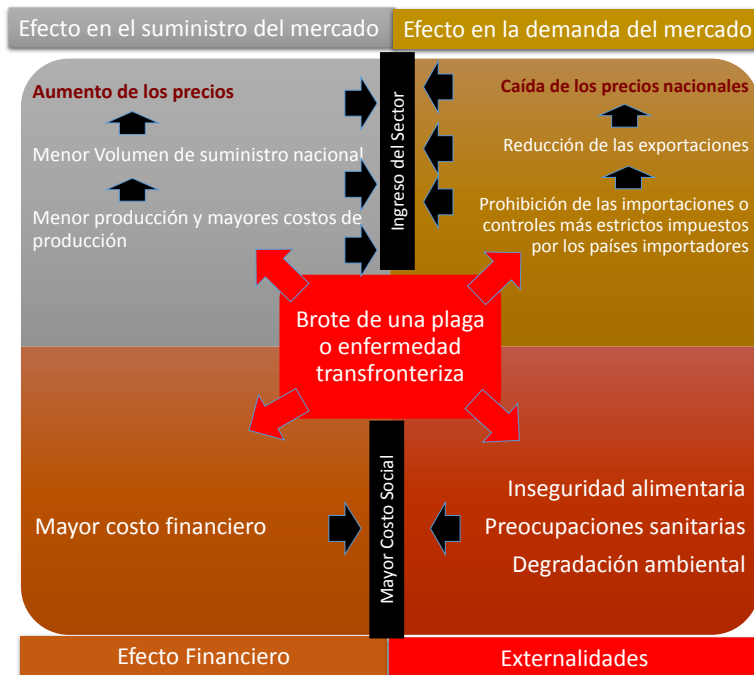 Efecto en el suministro del mercado
Efecto en la demanda del mercado
Aumento de los precios
Menor Volumen de suministro nacional
Menor producción y mayores costos de
producción
Ingreso del Sector
Caída de los precios nacionales
Reducción de las exportaciones
Prohibición de las importaciones o
controles más estrictos impuestos
por los países importadores
Brote de una plaga
o enfermedad
transfronteriza
Mayor costo financiero
Mayor Costo Social
Inseguridad alimentaria
Preocupaciones sanitarias
Degradación ambiental
Efecto Financiero
Externalidades